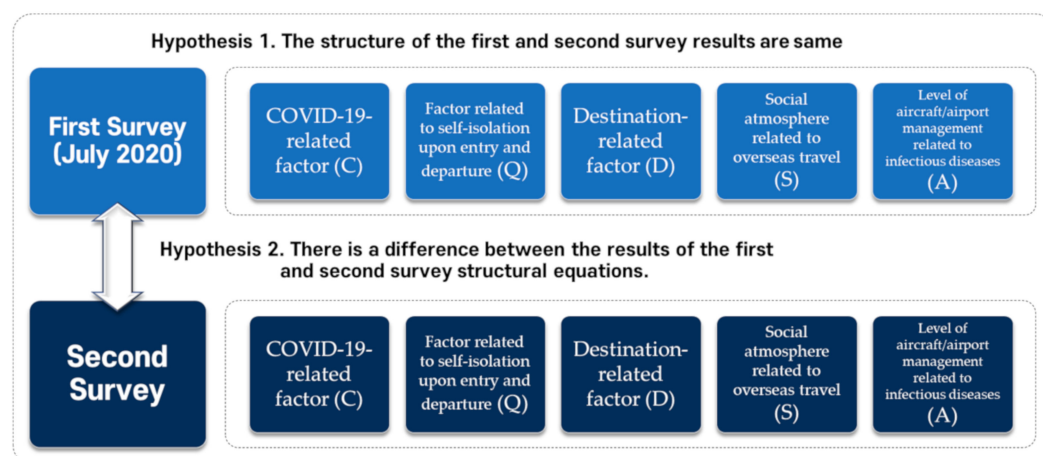 Hypothesis 1. The structure of the first and second survey results are same
First Survey
(July 2020)
COVID-19-
related
factor (C)
Factor related
to self-isolation
upon entry and
departure (Q)
Destination-
related
factor (D)
Social
atmosphere
related to
overseas travel
(S)
Level of
aircraft/airport
management
related to
infectious diseases
(A)
Hypothesis 2. There is a difference between the results of the first
and second survey structural equations.
Second
Survey
COVID-19-
related
factor (C)
Factor related
to self-isolation
upon entry and
departure (Q)
Destination-
related
factor (D)
Social
atmosphere
related to
overseas travel
(S)
Level of
aircraft/airport
management
related to
infectious diseases
(A)